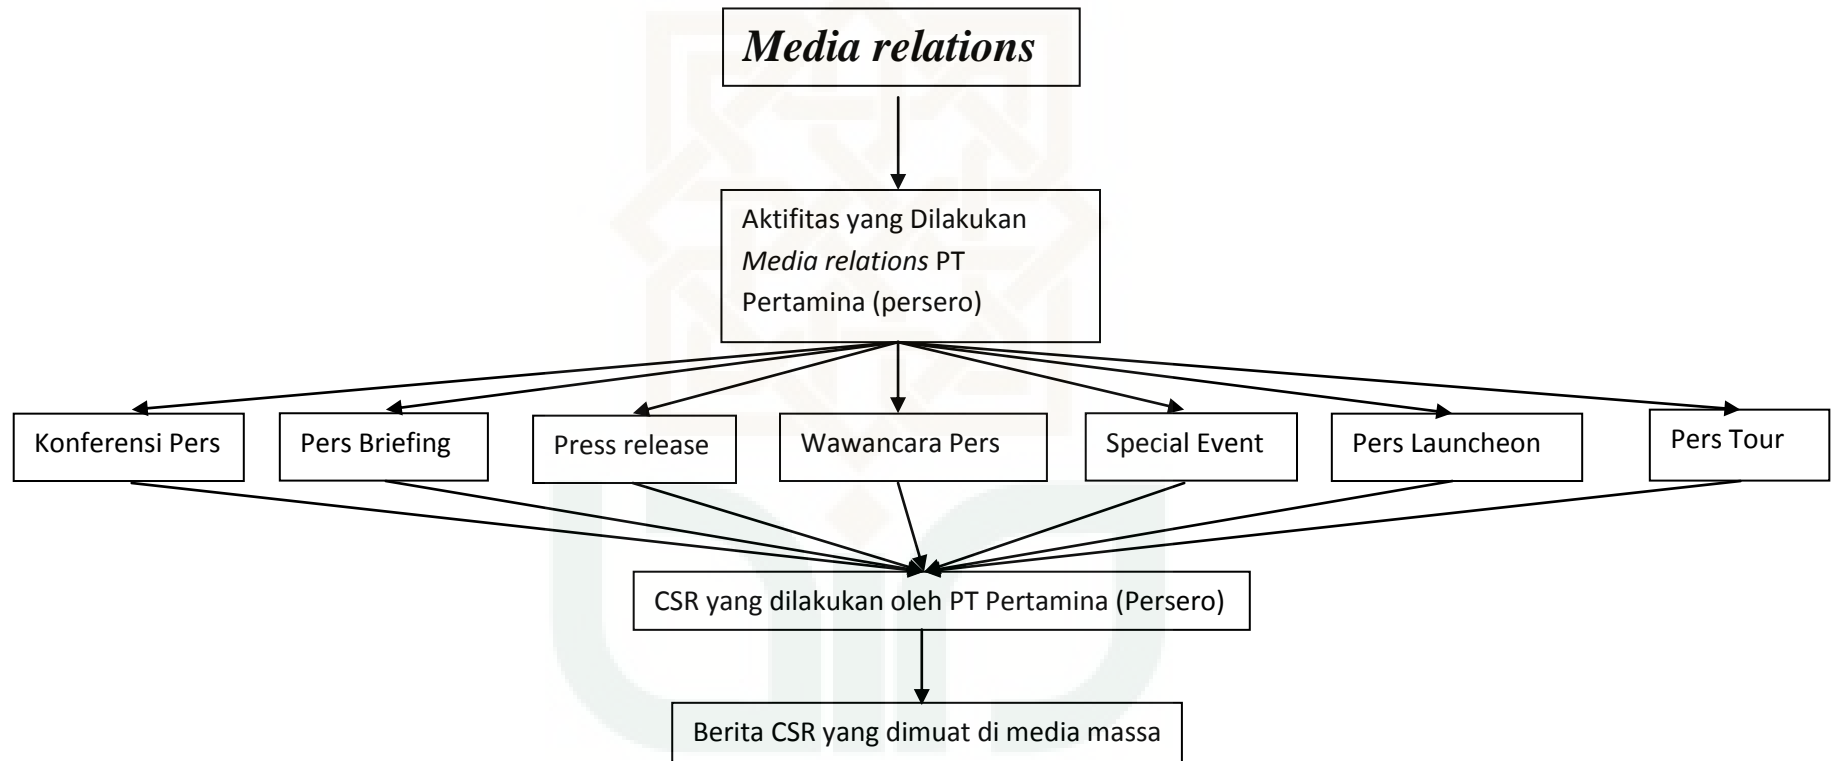 Media relations
Aktifitas yang Dilakukan
Media relations PT
Pertamina (persero)
Konferensi Pers
Pers Briefing
Press release
Wawancara Pers
Special Event
Pers Launcheon
Pers Tour
CSR yang dilakukan oleh PT Pertamina (Persero)
Berita CSR yang dimuat di media massa